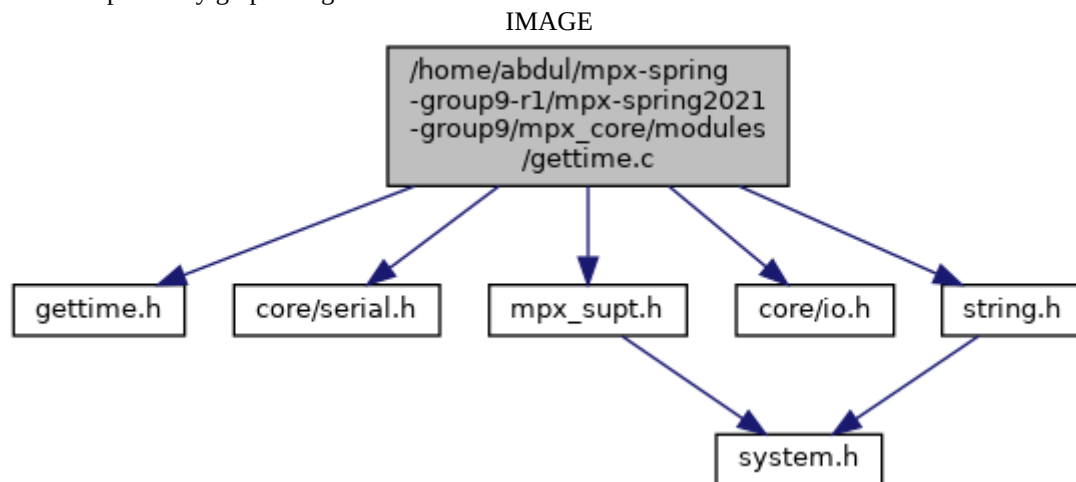 IMAGE
/home/abdul/mpx-spring
-group9-r1/mpx-spring2021
-group9/mpx_core/modules
/gettime.c
gettime.h
core/serial.h
mpx_supt.h
core/io.h
string.h
system.h